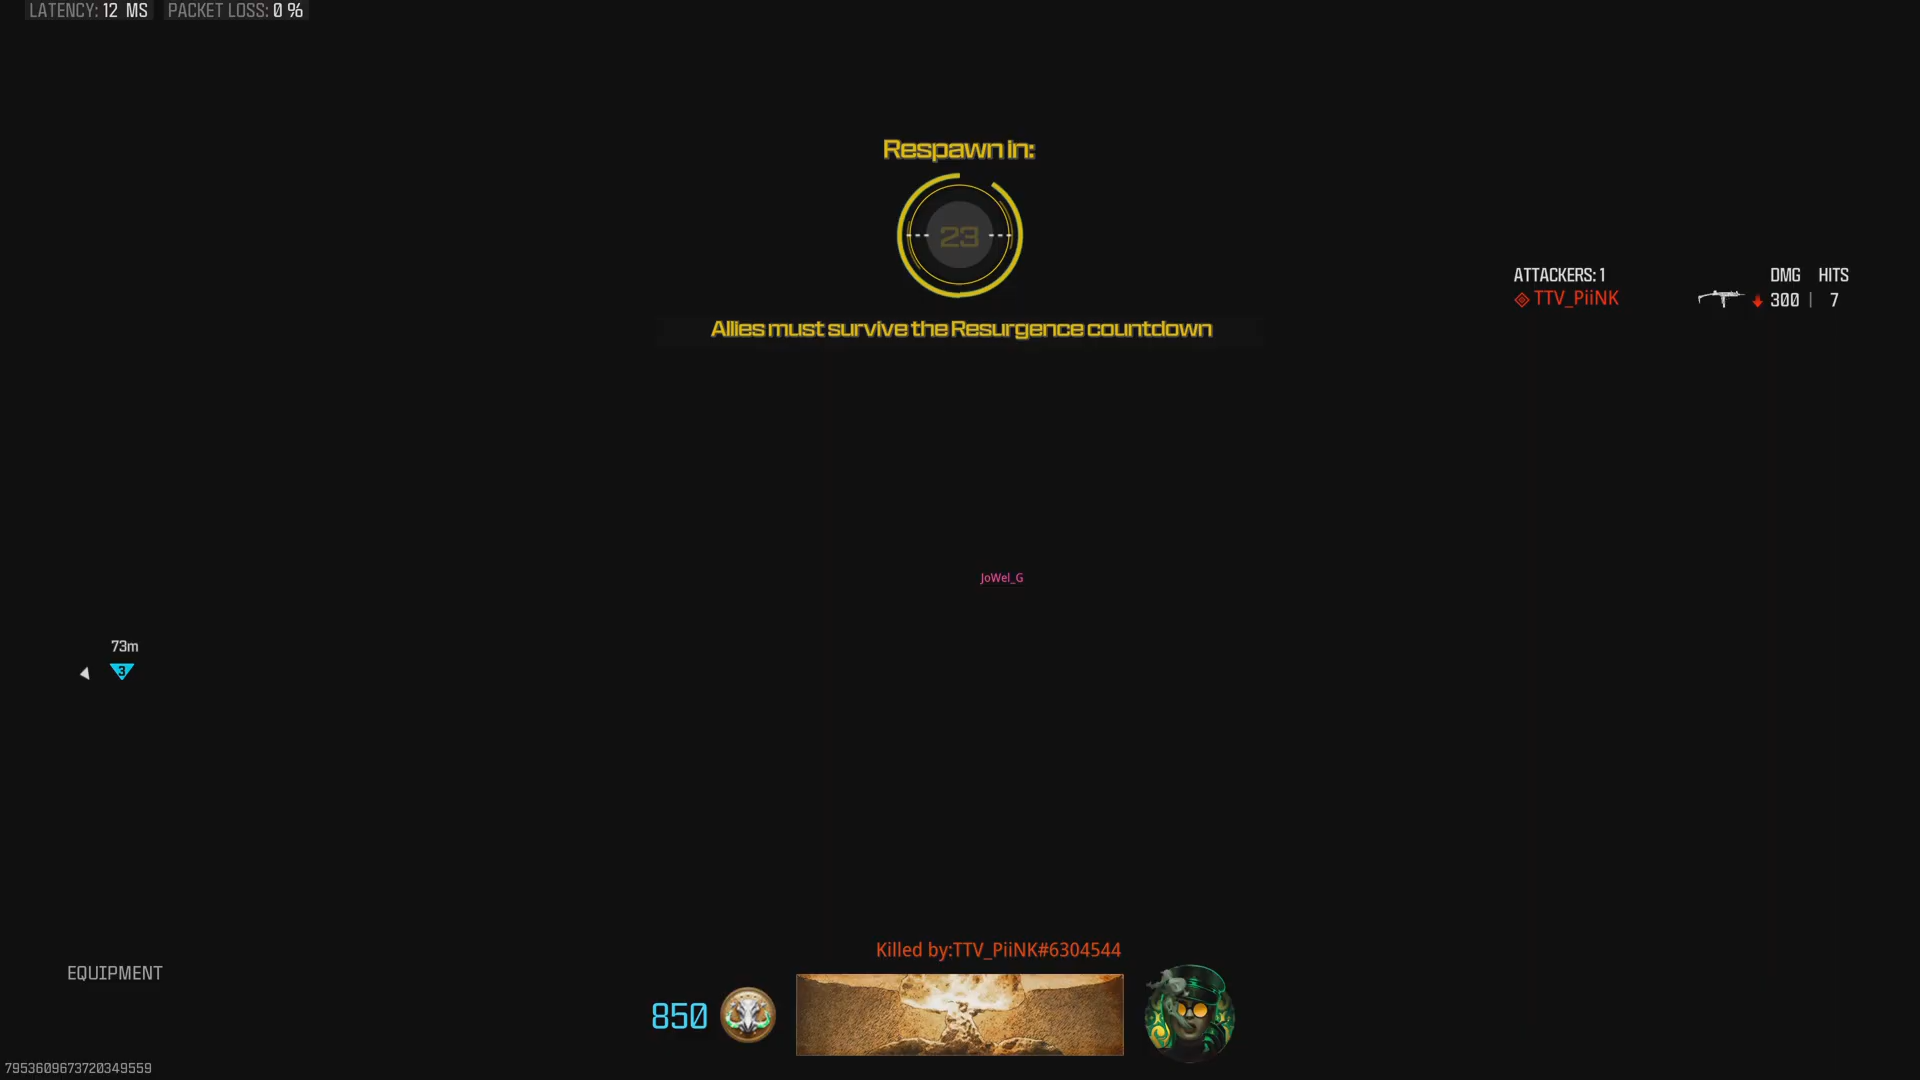 LATENCY: 12 MS PACKET LOSS: 0 %
Respawn in:
23
Allies must survive the Resurgence countdown
ATTACKERS: 1 DMG HITS
TTV_PiiNK 300 | 7
JoWel_G
73m
3
Killed by:TTV_PiiNK#6304544
EQUIPMENT
850
7953609673720349559